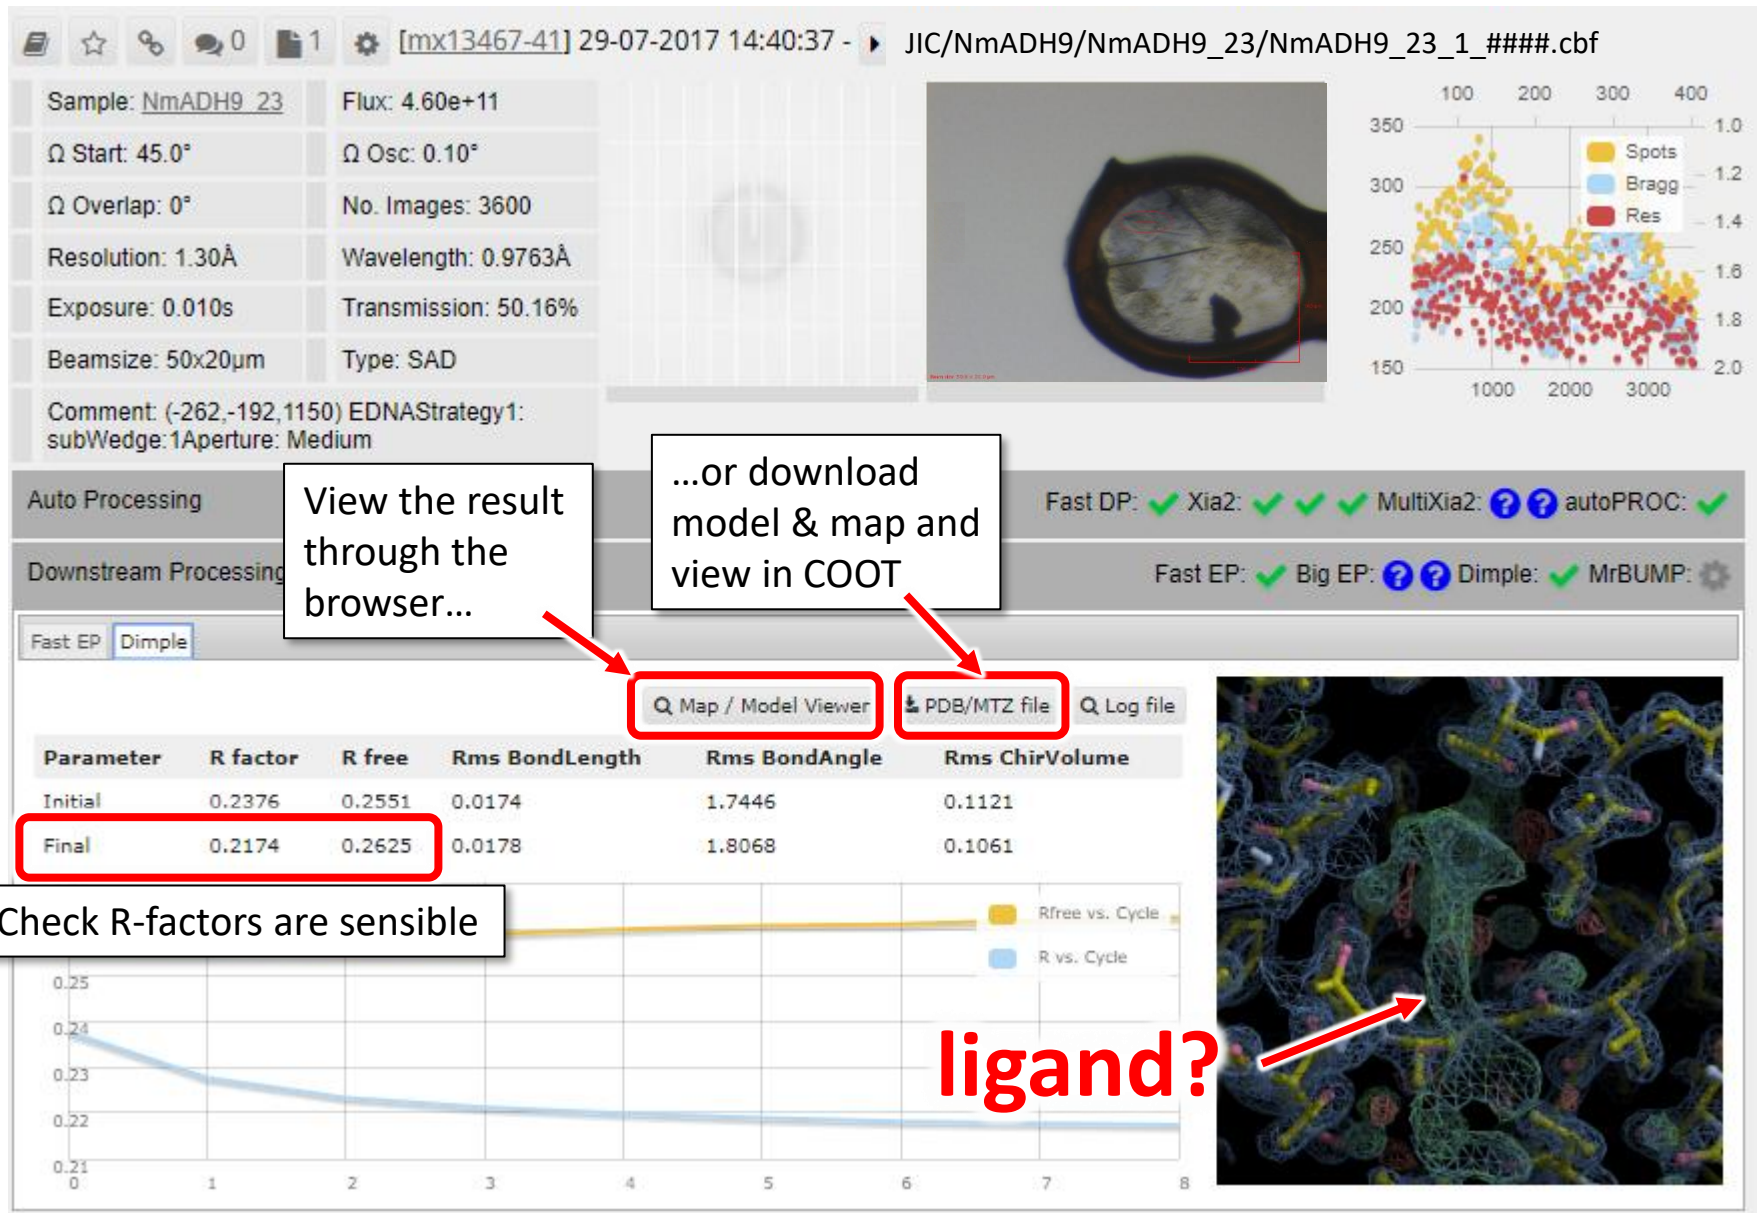 0 1 [mx13467-41] 29-07-2017 14:40:37 - JIC/NmADH9/NmADH9_23/NmADH9_23_1_####.cbf
Sample: NmADH9_23 Flux: 4.60e+11
Ω Start: 45.0° Ω Osc: 0.10°
Ω Overlap: 0° No. Images: 3600
Resolution: 1.30Å Wavelength: 0.9763Å
Exposure: 0.010s Transmission: 50.16%
Beamsize: 50x20µm Type: SAD
Comment: (-262,-192,1150) EDNAStrategy1:
subWedge:1Aperture: Medium
100 200 300 400
350 1.0
Spots
1.2
300 Bragg
Res 1.4
250
1.6
200
1.8
150 2.0
1000 2000 3000
Auto Processing
Fast DP: Xia2: MultiXia2: autoPROC:
Downstream Processing
Fast EP: Big EP: Dimple: MrBUMP:
View the result
through the
browser...
...or download
model & map and
view in COOT
Fast EP Dimple
Map / Model Viewer PDB/MTZ file Log file
Parameter R factor R free Rms BondLength Rms BondAngle Rms ChirVolume
Initial 0.2376 0.2551 0.0174 1.7446 0.1121
Final 0.2174 0.2625 0.0178 1.8068 0.1061
Check R-factors are sensible
Rfree vs. Cycle
R vs. Cycle
0.25
0.24
0.23
0.22
0.21
0 1 2 3 4 5 6 7 8
ligand?